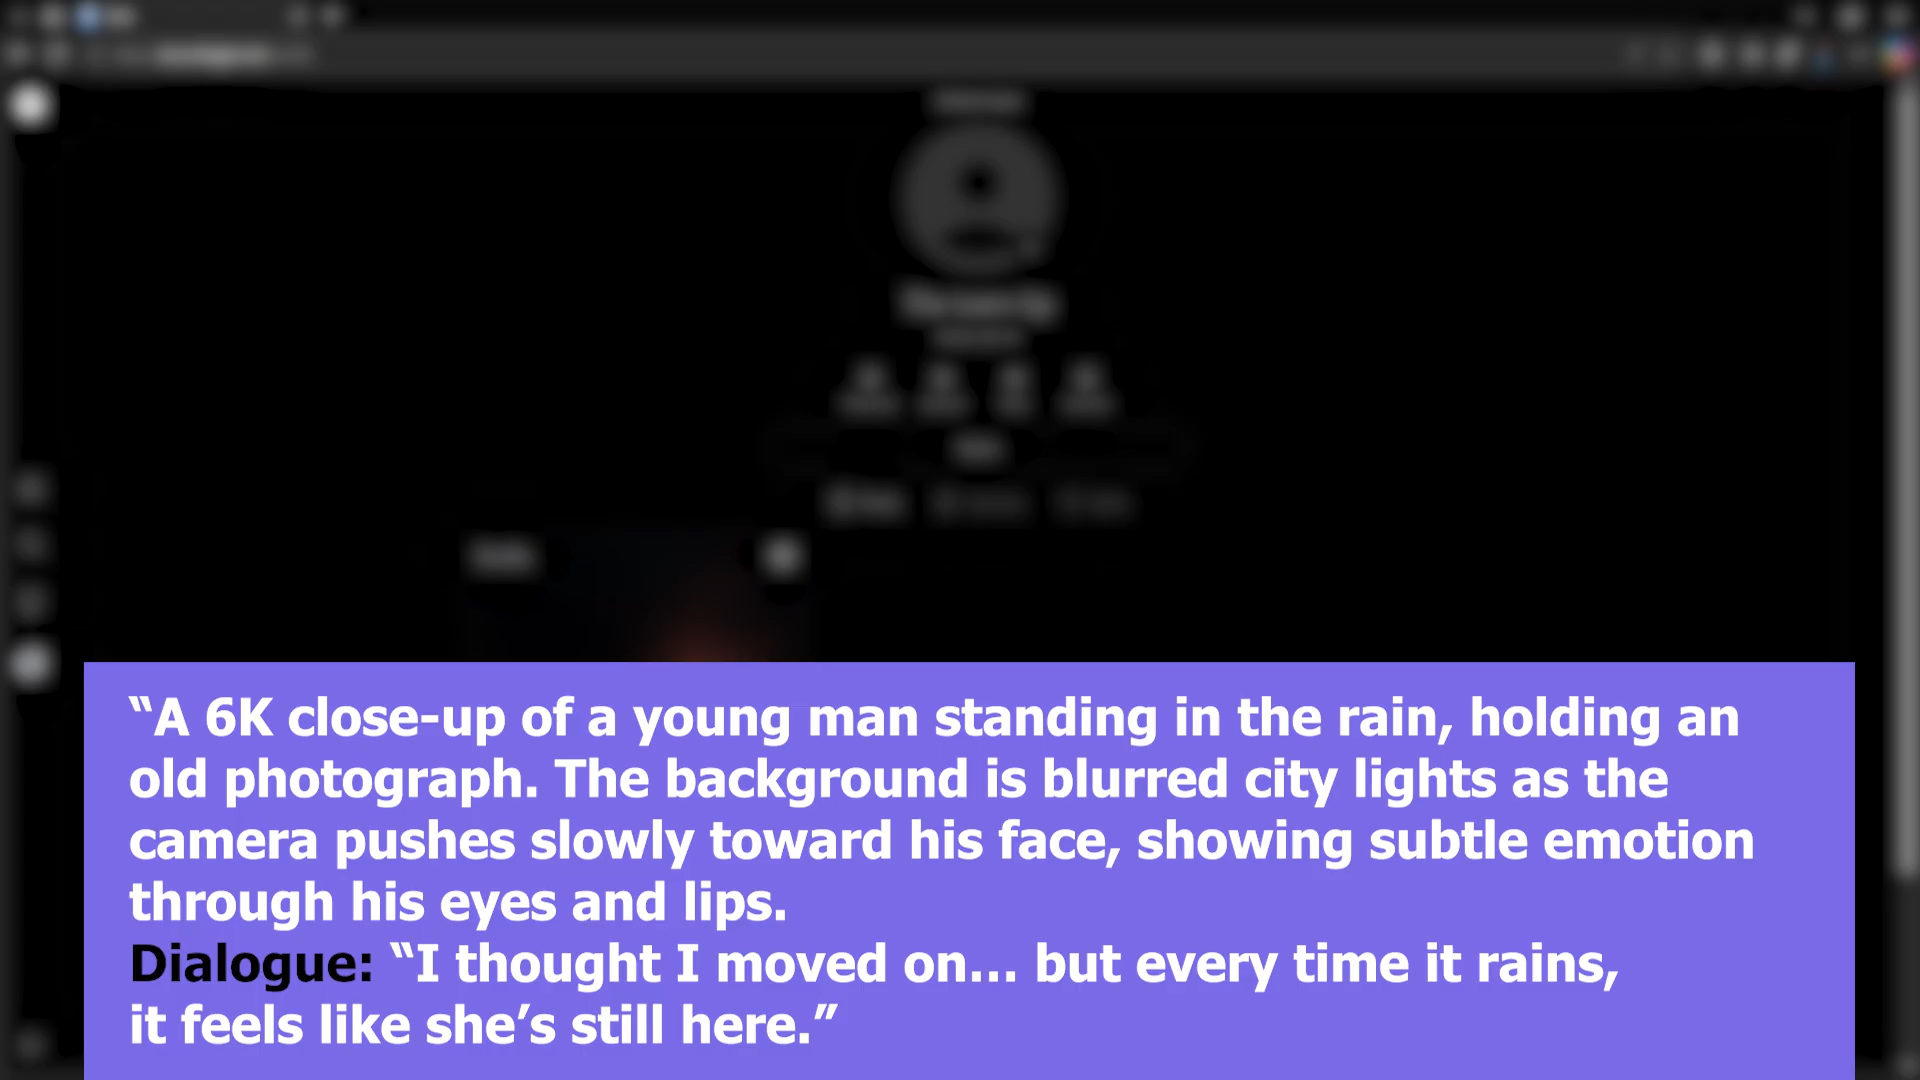 “A 6K close-up of a young man standing in the rain, holding an
old photograph. The background is blurred city lights as the
camera pushes slowly toward his face, showing subtle emotion
through his eyes and lips.
Dialogue: “I thought I moved on... but every time it rains,
it feels like she’s still here.”